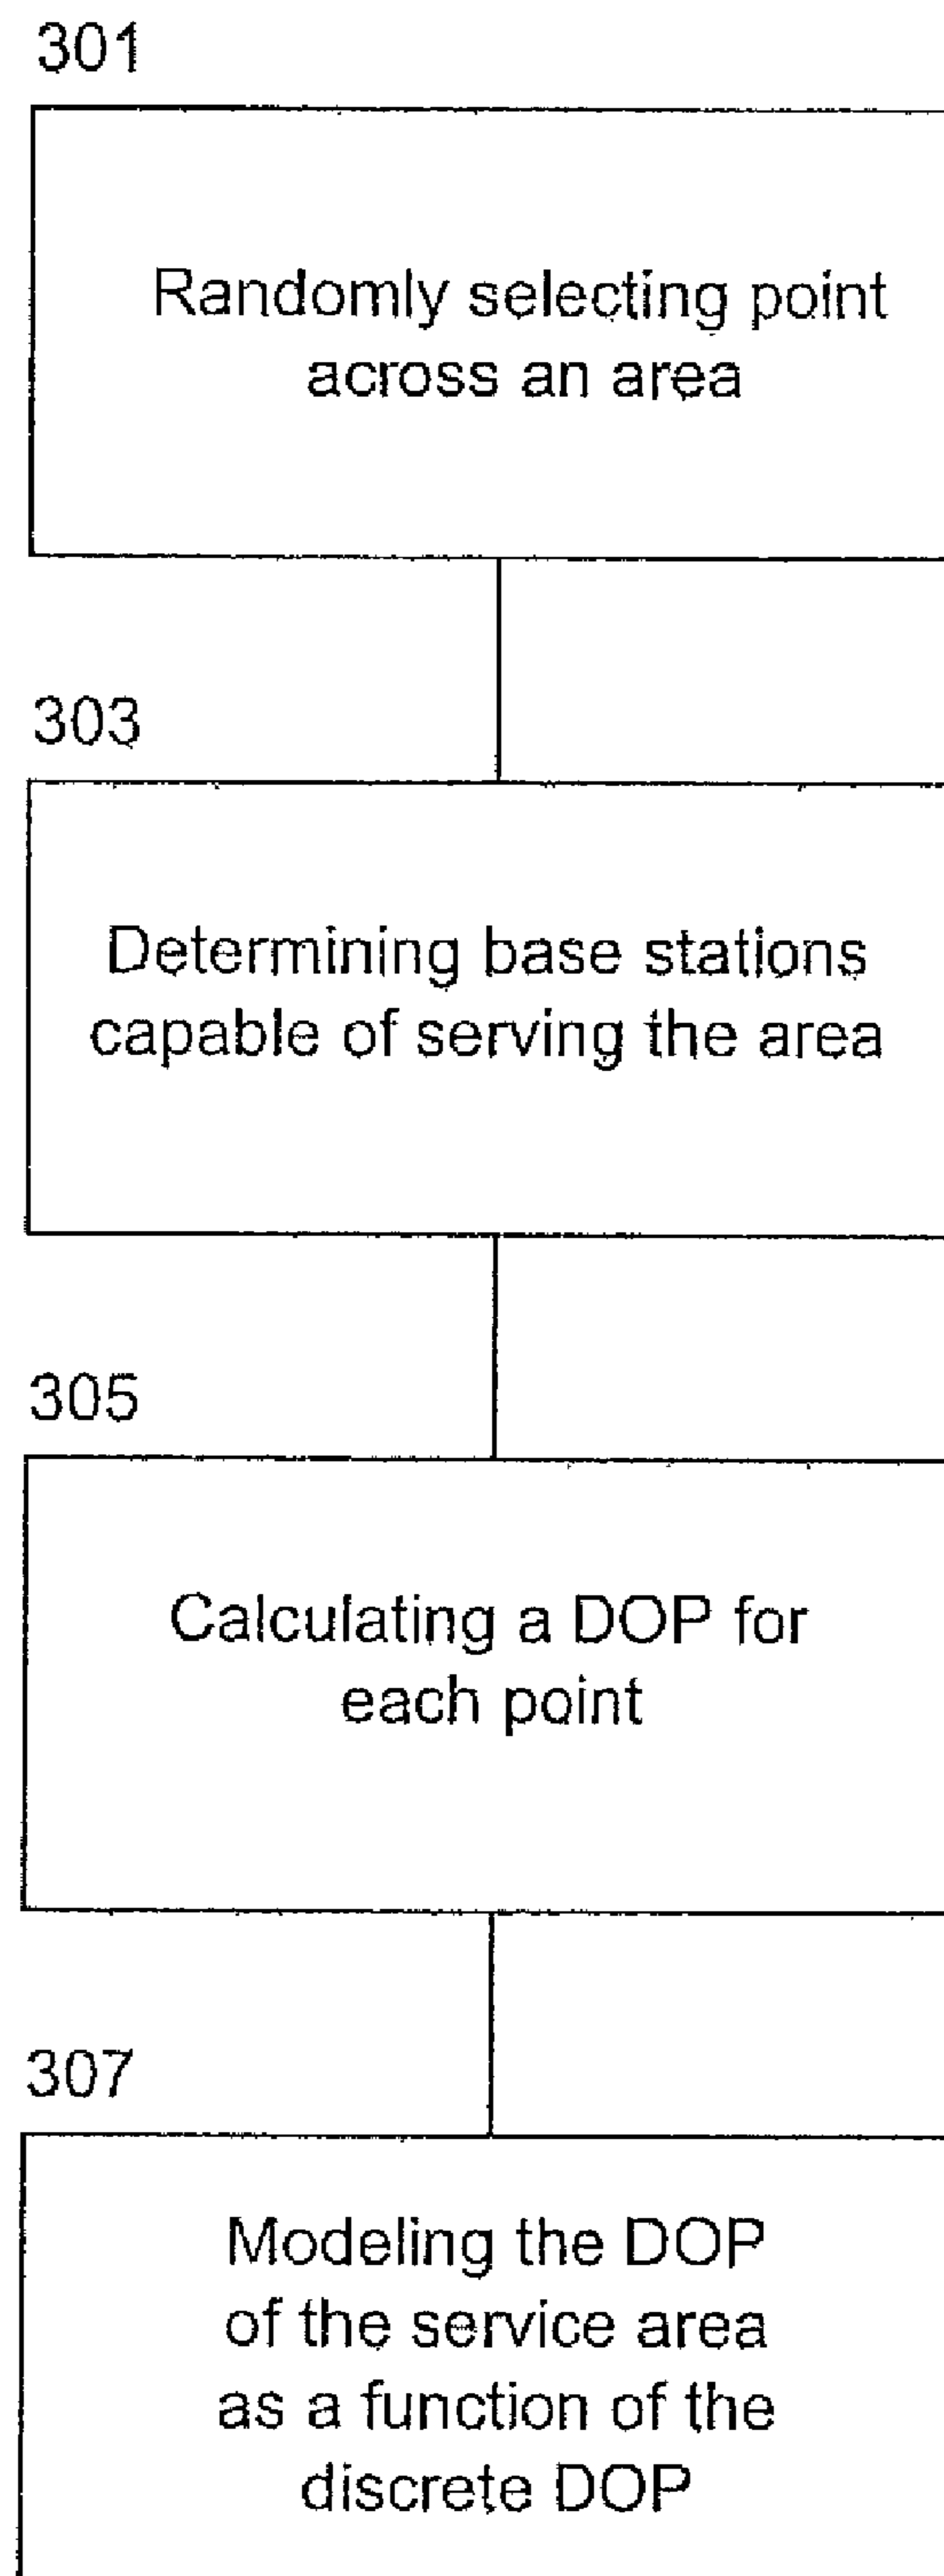 301
Randomly selecting point
across an area
303
Determining base stations
capable of serving the area
305
Calculating a DOP for
each point
307
Modeling the DOP
of the service area
as a function of the
discrete DOP